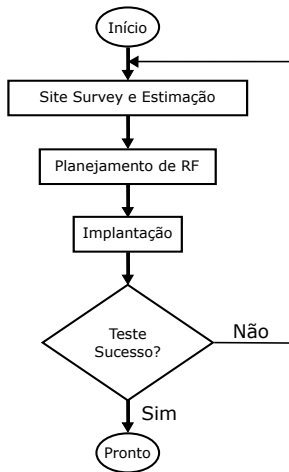 Início
Site Survey e Estimação
Planejamento de RF
Implantação
Teste
Sucesso?
Não
Sim
Pronto